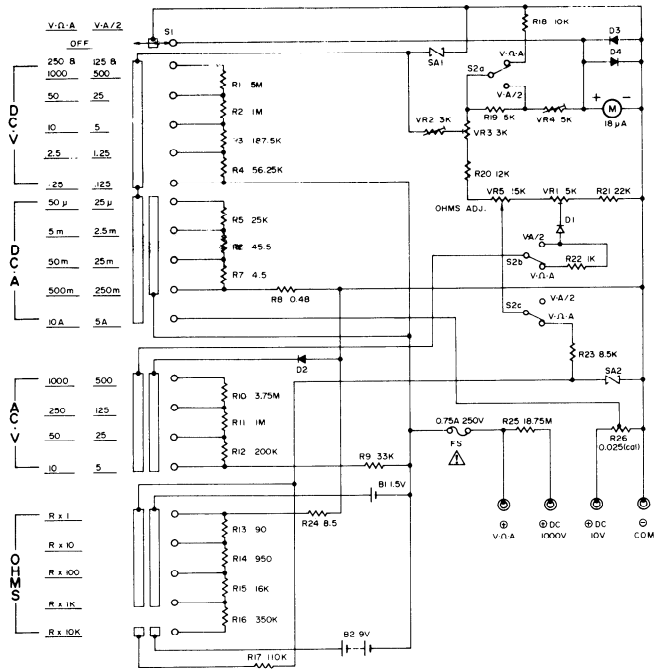 V·Ω·A V·A/2
OFF
S1
250 & 125 &
1000 500
50 25
10 5
2.5 1.25
.25 .125
DC·V
50 µ 25 µ
5 m 2.5 m
50m 25m
500m 250m
10A 5A
DC·A
1000 500
250 125
50 25
10 5
AC·V
R x 1
R x 10
R x 100
R x 1K
R x 10K
OHMS
R1 5M
R2 1M
187.5K
R4 56.25K
R5 25K
45.5
R7 4.5
R8 0.48
D2
R10 3.75M
R11 1M
R12 200K
R9 33K
B1 1.5V
R24 8.5
R13 90
R14 950
R15 16K
R16 350K
B2 9V
R17 110K
SA1
R18 10K
S2a
V·Ω·A
V·A/2
D3
D4
+ M -
18 µA
VR2 3K
VR3 3K
R19 6K
VR4 5K
R20 12K
VR5 15K
VR1 5K
R21 22K
OHMS ADJ.
D1
VA/2
S2b
R22 1K
V·Ω·A
V·A/2
S2c
V·Ω·A
R23 8.5K
SA2
0.75A 250V
FS
R25 18.75M
R26
0.025(cal)
⊕
V·Ω·A
⊕ DC
1000V
⊕ DC
10V
⊖
COM